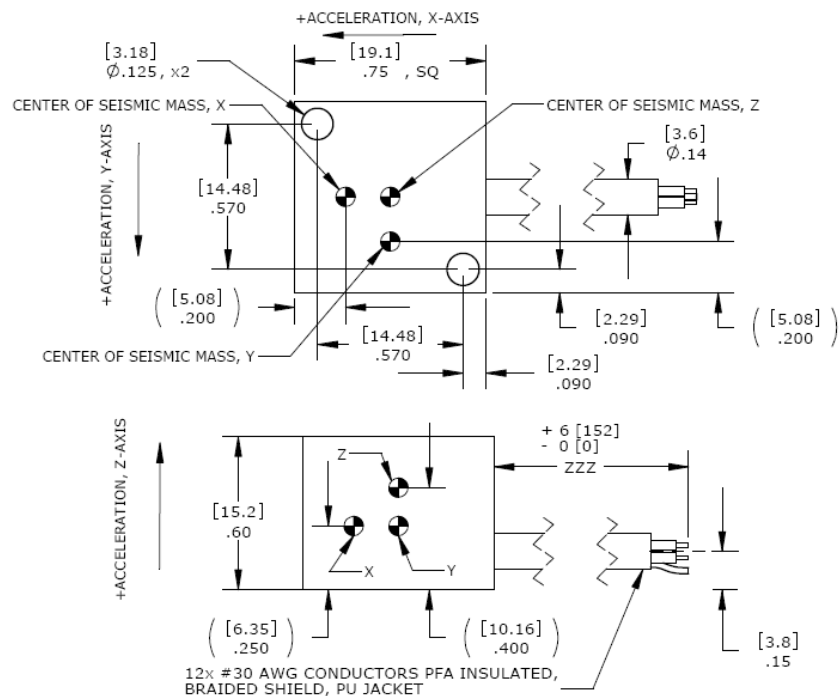 +ACCELERATION, X-AXIS
[3.18]
Ø.125, x2
[19.1]
.75 , SQ
CENTER OF SEISMIC MASS, X
CENTER OF SEISMIC MASS, Z
[3.6]
Ø.14
+ACCELERATION, Y-AXIS
[14.48]
.570
([5.08]
.200)
[14.48]
.570
CENTER OF SEISMIC MASS, Y
[2.29]
.090
[2.29]
.090
([5.08]
.200)
+ACCELERATION, Z-AXIS
+ 6 [152]
- 0 [0]
ZZZ
Z
[15.2]
.60
X
Y
([6.35]
.250)
([10.16]
.400)
[3.8]
.15
12x #30 AWG CONDUCTORS PFA INSULATED,
BRAIDED SHIELD, PU JACKET